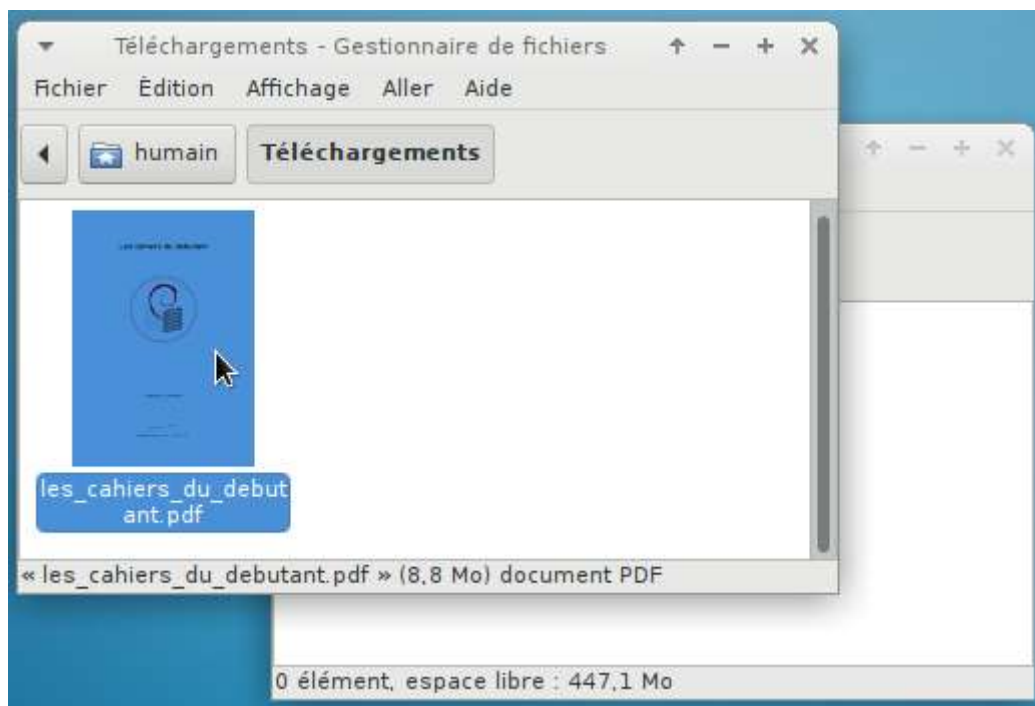 Téléchargements - Gestionnaire de fichiers
Fichier Édition Affichage Aller Aide
humain Téléchargements
les_cahiers_du_debut
ant.pdf
« les_cahiers_du_debutant.pdf » (8,8 Mo) document PDF
0 élément, espace libre : 447,1 Mo